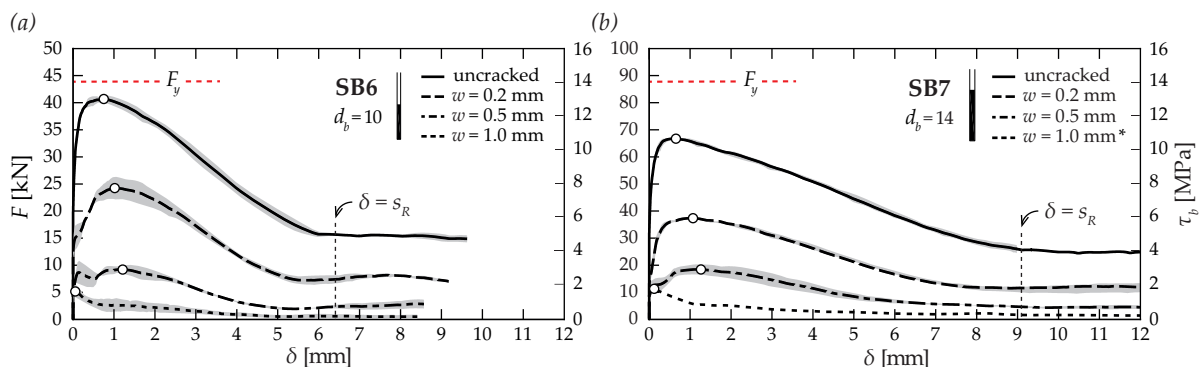 (a)
(b)
50
45
40
35
30
25
20
15
10
5
0
F [kN]
16
14
12
10
8
6
4
2
0
F_y
SB6
d_b = 10
uncracked
w = 0.2 mm
w = 0.5 mm
w = 1.0 mm
δ = s_R
0 1 2 3 4 5 6 7 8 9 10 11 12
δ [mm]
100
90
80
70
60
50
40
30
20
10
0
F_y
SB7
d_b = 14
uncracked
w = 0.2 mm
w = 0.5 mm
w = 1.0 mm*
δ = s_R
16
14
12
10
8
6
4
2
0
τ_b [MPa]
0 1 2 3 4 5 6 7 8 9 10 11 12
δ [mm]